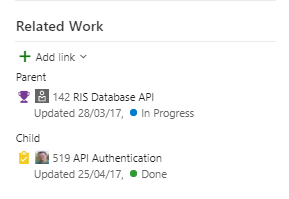 Related Work
Add link
Parent
142 RIS Database API
Updated 28/03/17, In Progress
Child
519 API Authentication
Updated 25/04/17, Done